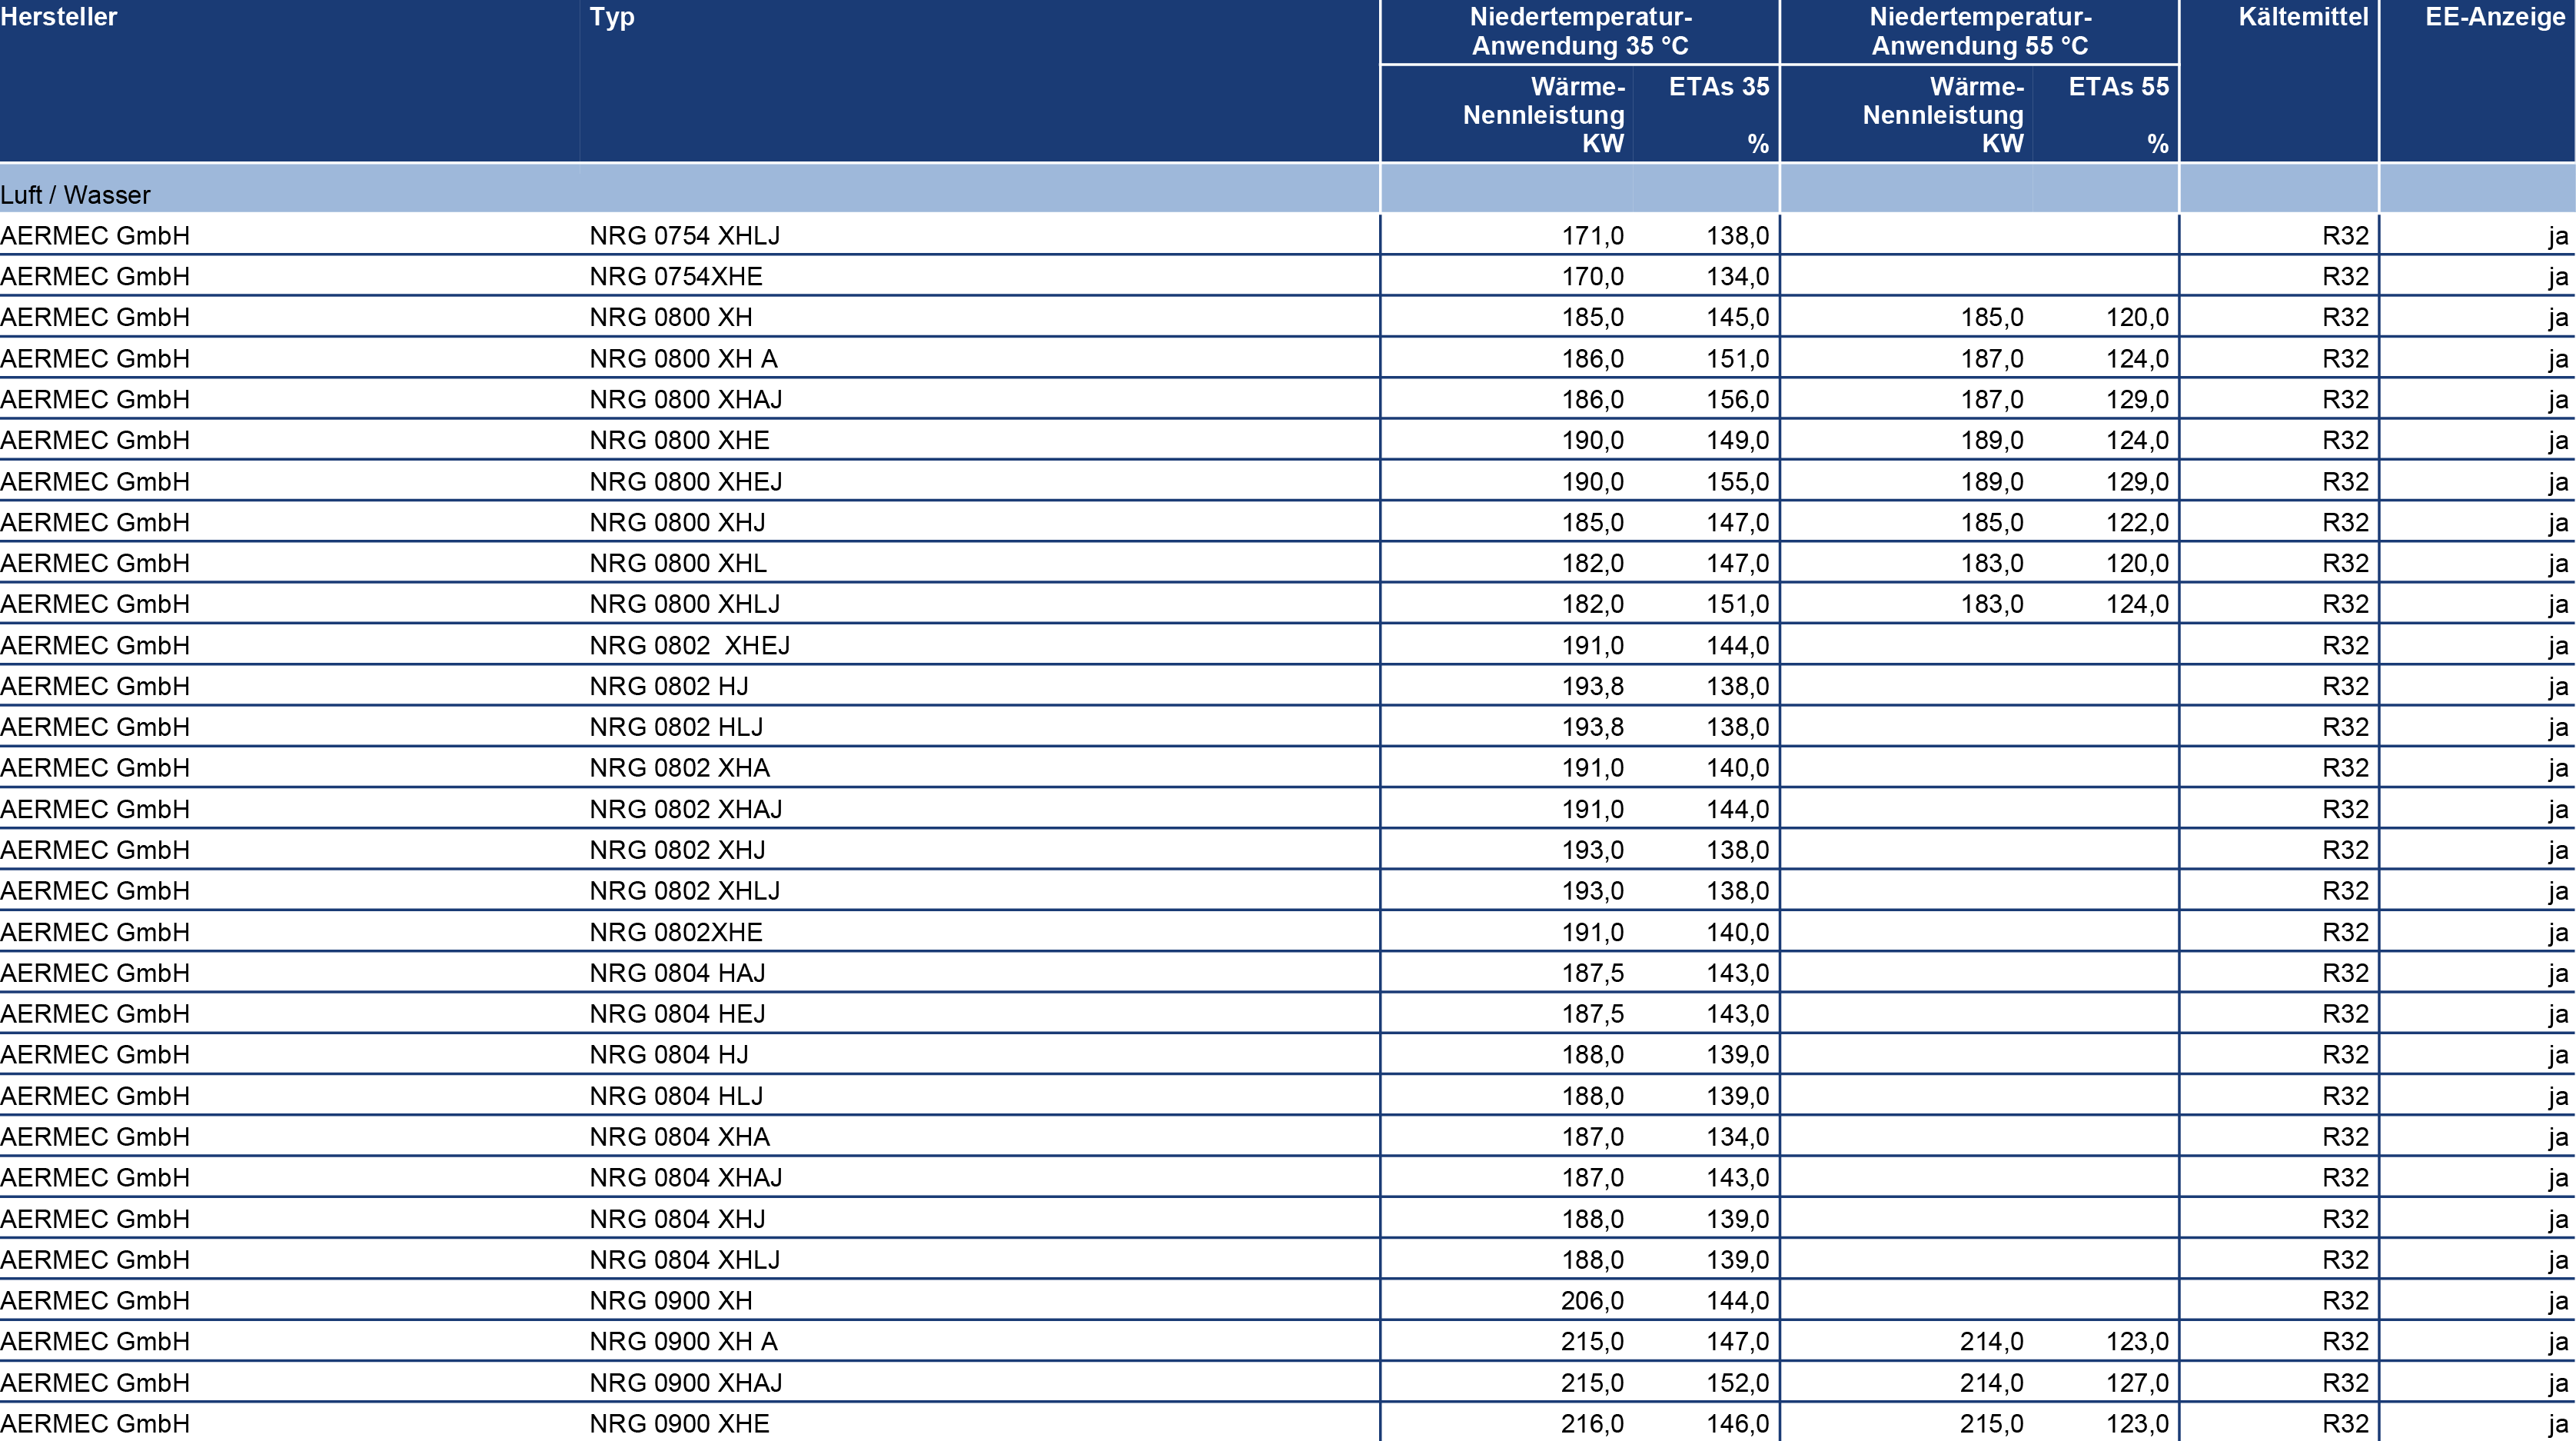 Hersteller Typ Niedertemperatur- Niedertemperatur- Kältemittel EE-Anzeige
Anwendung 35 °C Anwendung 55 °C
Wärme- ETAs 35 Wärme- ETAs 55
Nennleistung Nennleistung
KW % KW %
Luft / Wasser
AERMEC GmbH NRG 0754 XHLJ 171,0 138,0 R32 ja
AERMEC GmbH NRG 0754XHE 170,0 134,0 R32 ja
AERMEC GmbH NRG 0800 XH 185,0 145,0 185,0 120,0 R32 ja
AERMEC GmbH NRG 0800 XH A 186,0 151,0 187,0 124,0 R32 ja
AERMEC GmbH NRG 0800 XHAJ 186,0 156,0 187,0 129,0 R32 ja
AERMEC GmbH NRG 0800 XHE 190,0 149,0 189,0 124,0 R32 ja
AERMEC GmbH NRG 0800 XHEJ 190,0 155,0 189,0 129,0 R32 ja
AERMEC GmbH NRG 0800 XHJ 185,0 147,0 185,0 122,0 R32 ja
AERMEC GmbH NRG 0800 XHL 182,0 147,0 183,0 120,0 R32 ja
AERMEC GmbH NRG 0800 XHLJ 182,0 151,0 183,0 124,0 R32 ja
AERMEC GmbH NRG 0802  XHEJ 191,0 144,0 R32 ja
AERMEC GmbH NRG 0802 HJ 193,8 138,0 R32 ja
AERMEC GmbH NRG 0802 HLJ 193,8 138,0 R32 ja
AERMEC GmbH NRG 0802 XHA 191,0 140,0 R32 ja
AERMEC GmbH NRG 0802 XHAJ 191,0 144,0 R32 ja
AERMEC GmbH NRG 0802 XHJ 193,0 138,0 R32 ja
AERMEC GmbH NRG 0802 XHLJ 193,0 138,0 R32 ja
AERMEC GmbH NRG 0802XHE 191,0 140,0 R32 ja
AERMEC GmbH NRG 0804 HAJ 187,5 143,0 R32 ja
AERMEC GmbH NRG 0804 HEJ 187,5 143,0 R32 ja
AERMEC GmbH NRG 0804 HJ 188,0 139,0 R32 ja
AERMEC GmbH NRG 0804 HLJ 188,0 139,0 R32 ja
AERMEC GmbH NRG 0804 XHA 187,0 134,0 R32 ja
AERMEC GmbH NRG 0804 XHAJ 187,0 143,0 R32 ja
AERMEC GmbH NRG 0804 XHJ 188,0 139,0 R32 ja
AERMEC GmbH NRG 0804 XHLJ 188,0 139,0 R32 ja
AERMEC GmbH NRG 0900 XH 206,0 144,0 R32 ja
AERMEC GmbH NRG 0900 XH A 215,0 147,0 214,0 123,0 R32 ja
AERMEC GmbH NRG 0900 XHAJ 215,0 152,0 214,0 127,0 R32 ja
AERMEC GmbH NRG 0900 XHE 216,0 146,0 215,0 123,0 R32 ja